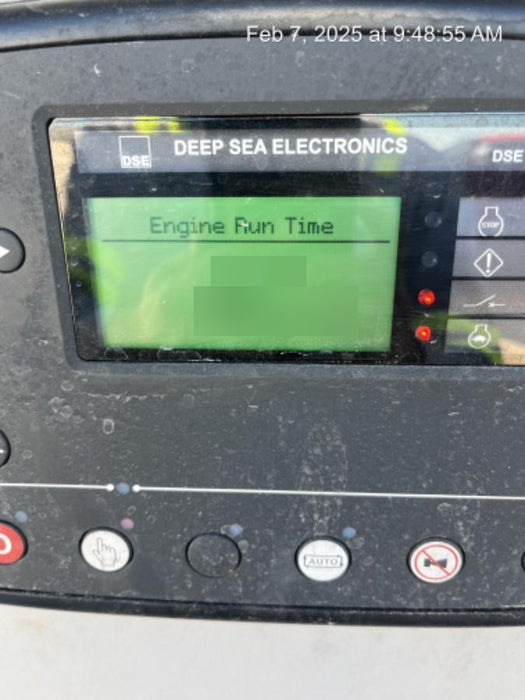 Feb 7, 2025 at 9:48:55 AM
DSE
DEEP SEA ELECTRONICS
DSE
Engine Run Time
STOP
AUTO